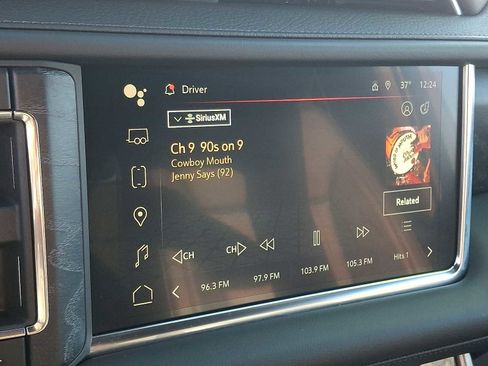 Driver
37°
12:24
SiriusXM
Ch 9 90s on 9
Cowboy Mouth
Jenny Says (92)
Related
CH
CH
96.3 FM
97.9 FM
103.9 FM
105.3 FM
Hits 1